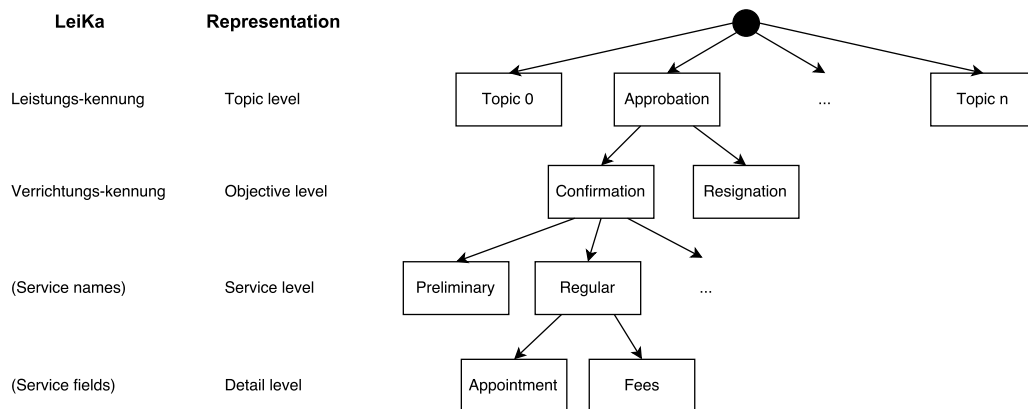 LeiKa Representation
Leistungs-kennung Topic level Topic 0 Approbation ... Topic n
Verrichtungs-kennung Objective level Confirmation Resignation
(Service names) Service level Preliminary Regular ...
(Service fields) Detail level Appointment Fees